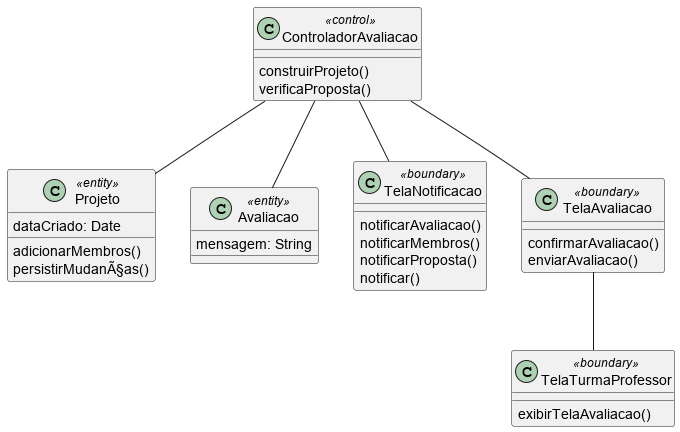 C
«control»
ControladorAvaliacao
construirProjeto()
verificaProposta()
C
«entity»
Projeto
dataCriado: Date
adicionarMembros()
persistirMudanÃ§as()
C
«entity»
Avaliacao
mensagem: String
C
«boundary»
TelaNotificacao
notificarAvaliacao()
notificarMembros()
notificarProposta()
notificar()
C
«boundary»
TelaAvaliacao
confirmarAvaliacao()
enviarAvaliacao()
C
«boundary»
TelaTurmaProfessor
exibirTelaAvaliacao()